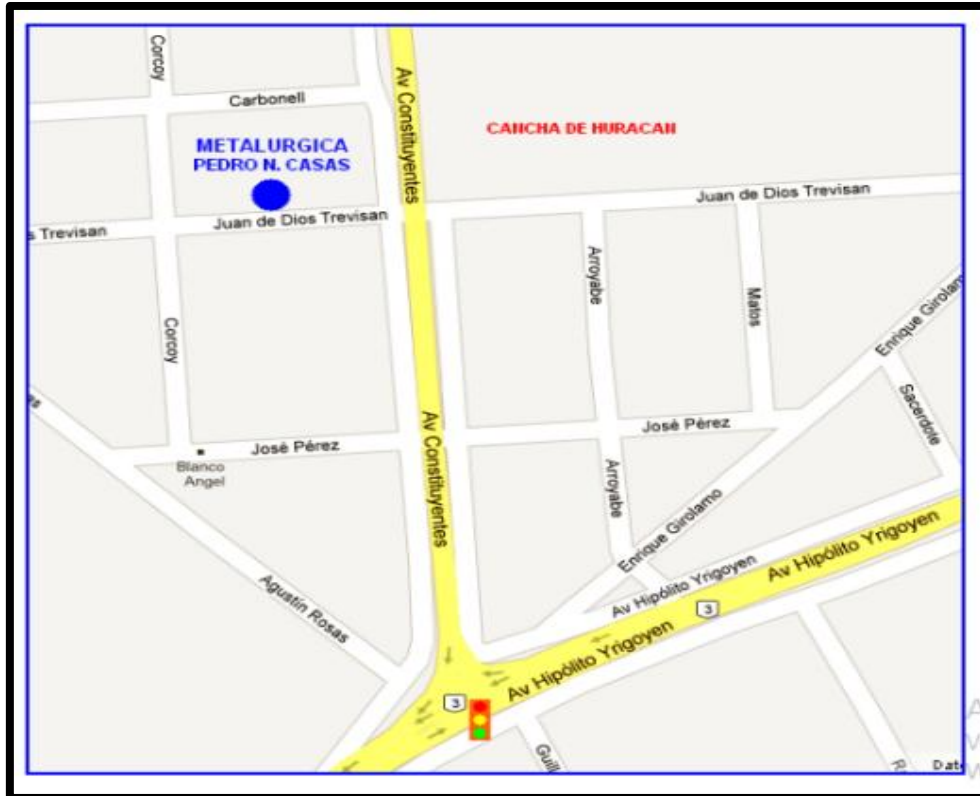 Corcoy
Av Constituyentes
Carbonell
CANCHA DE HURACAN
METALURGICA
PEDRO N. CASAS
Juan de Dios Trevisan
Juan de Dios Trevisan
s Trevisan
Arroyabe
Matos
Enrique Girolamo
Corcoy
Sacerdote
Av Constituyentes
José Pérez
José Pérez
Blanco
Angel
Arroyabe
Enrique Girolamo
Av Hipólito Yrigoyen
Av Hipólito Yrigoyen
Agustín Rosas
3
Av Hipólito Yrigoyen
3
Guill
Dat